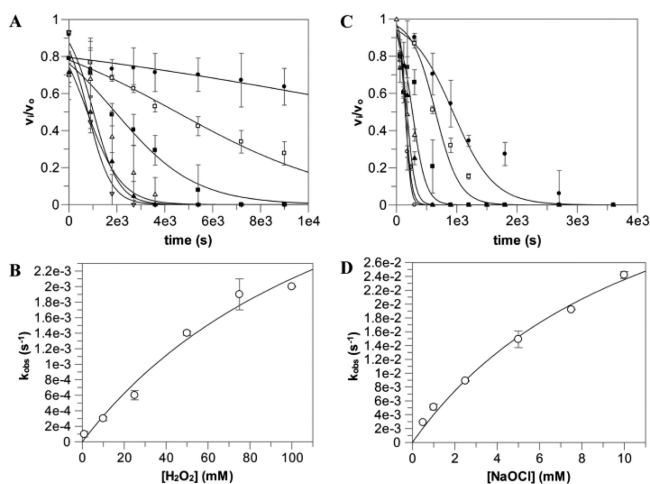 A
vi/vo
1
0.8
0.6
0.4
0.2
0
0 2e3 4e3 6e3 8e3 1e4
time (s)
C
vi/vo
1
0.8
0.6
0.4
0.2
0
0 1e3 2e3 3e3 4e3
time (s)
B
kobs (s-1)
2.2e-3
2e-3
1.8e-3
1.6e-3
1.4e-3
1.2e-3
1e-3
8e-4
6e-4
4e-4
2e-4
0
0 20 40 60 80 100
[H2O2] (mM)
D
kobs (s-1)
2.6e-2
2.4e-2
2.2e-2
2e-2
1.8e-2
1.6e-2
1.4e-2
1.2e-2
1e-2
8e-3
6e-3
4e-3
2e-3
0
0 2 4 6 8 10
[NaOCl] (mM)